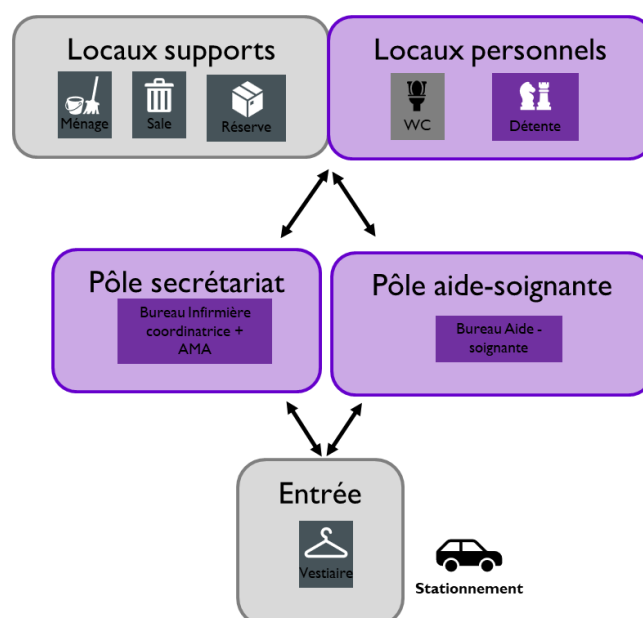 Locaux supports
Ménage
Sale
Réserve
Locaux personnels
WC
Détente
Pôle secrétariat
Bureau Infirmière
coordinatrice +
AMA
Pôle aide-soignante
Bureau Aide -
soignante
Entrée
Vestiaire
Stationnement